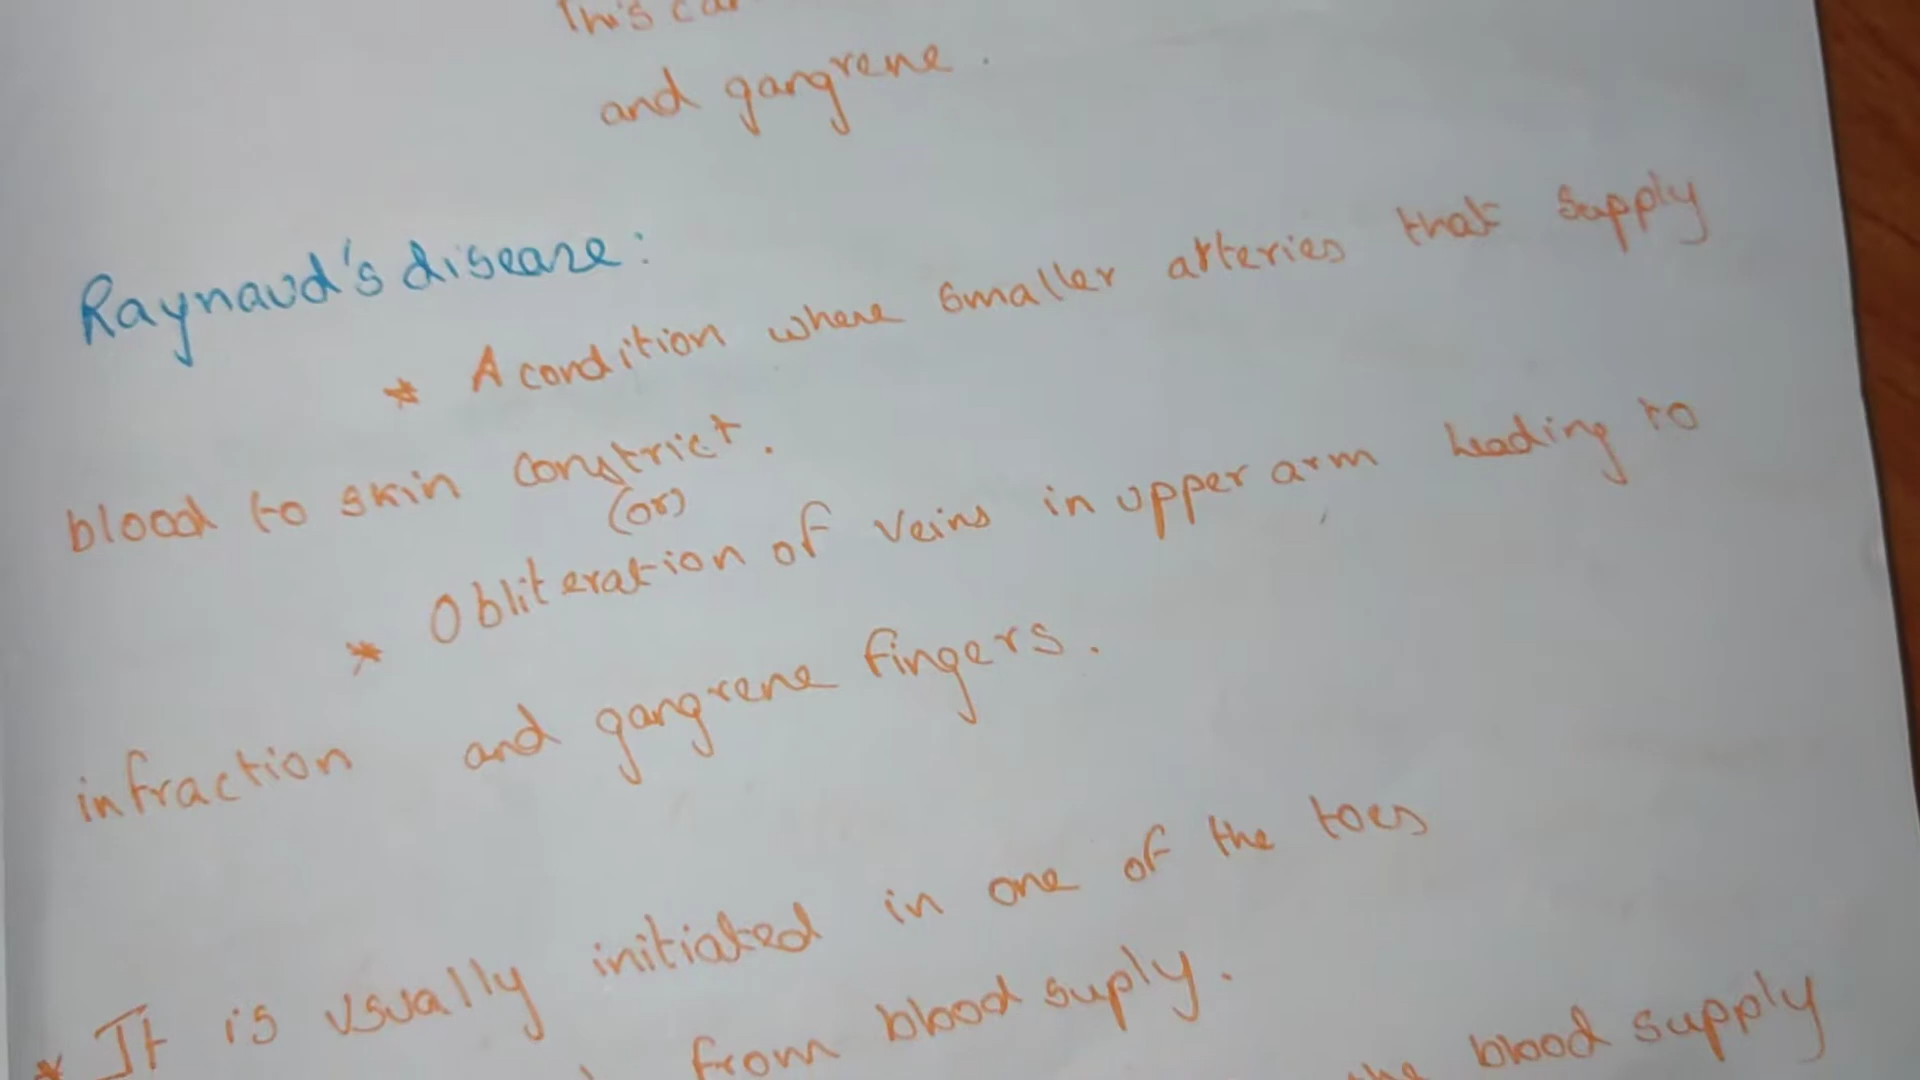 This
and gangrene.
Raynaud's disease:
* A condition where smaller arteries that supply
blood to skin constrict.
(or)
* Obliteration of veins in upper arm leading to
infraction and gangrene fingers.
* It is usually initiated in one of the toes
from blood suply.
the blood supply